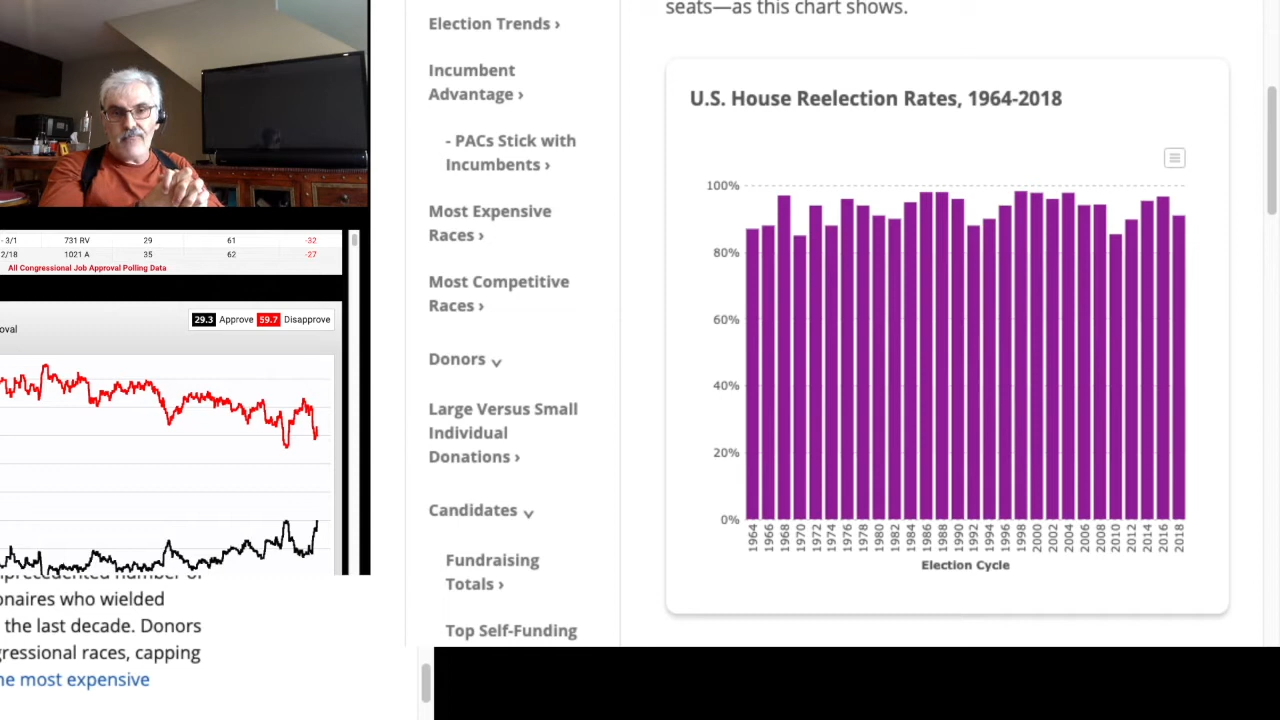 - 3/1 731 RV 29 61 -32
2/18 1021 A 35 62 -27
All Congressional Job Approval Polling Data
29.3 Approve 59.7 Disapprove
oval
onaires who wielded
the last decade. Donors
gressional races, capping
he most expensive
Election Trends ›
Incumbent
Advantage ›
- PACs Stick with
Incumbents ›
Most Expensive
Races ›
Most Competitive
Races ›
Donors
Large Versus Small
Individual
Donations ›
Candidates
Fundraising
Totals ›
Top Self-Funding
seats—as this chart shows.
U.S. House Reelection Rates, 1964-2018
100%
80%
60%
40%
20%
0%
1964 1966 1968 1970 1972 1974 1976 1978 1980 1982 1984 1986 1988 1990 1992 1994 1996 1998 2000 2002 2004 2006 2008 2010 2012 2014 2016 2018
Election Cycle